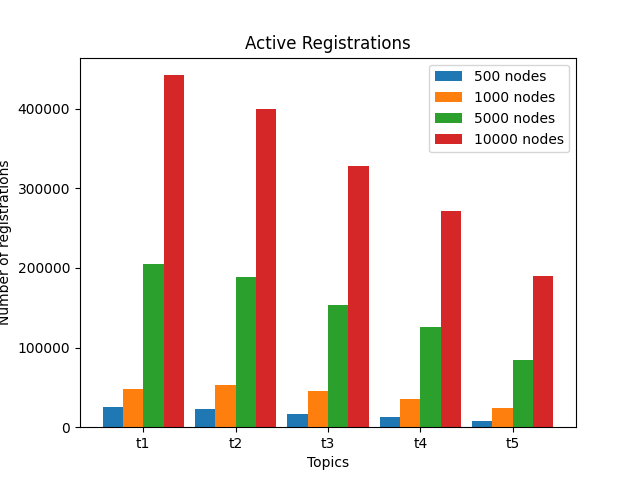 Active Registrations
500 nodes
1000 nodes
5000 nodes
10000 nodes
Number of registrations
400000
300000
200000
100000
0
t1 t2 t3 t4 t5
Topics